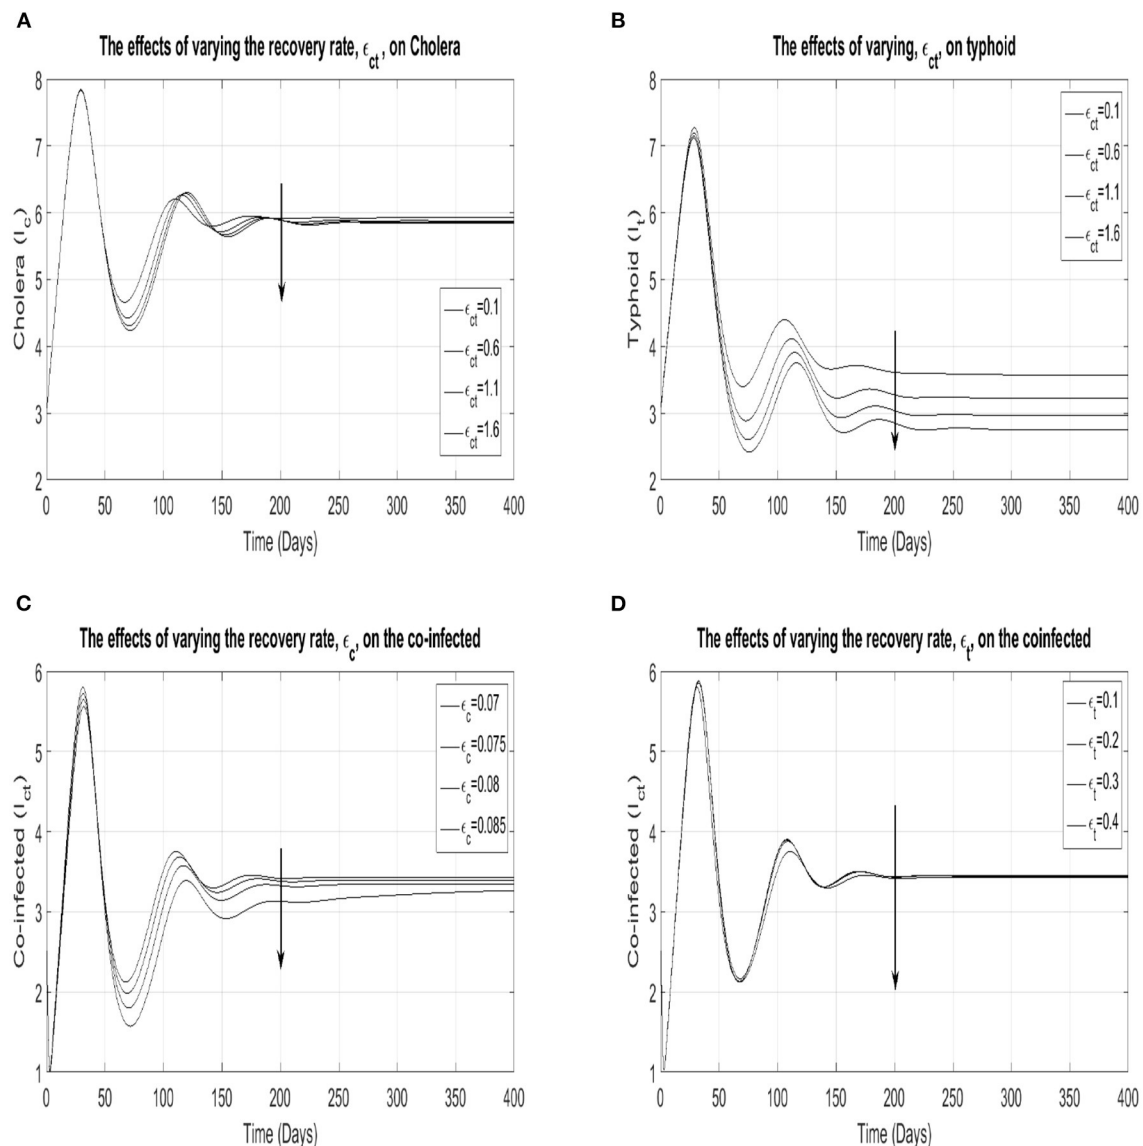 A
The effects of varying the recovery rate, ϵct, on Cholera
8
7
6
5
4
3
2
Cholera (Ic)
ϵct=0.1
ϵct=0.6
ϵct=1.1
ϵct=1.6
0 50 100 150 200 250 300 350 400
Time (Days)
B
The effects of varying, ϵct, on typhoid
8
7
6
5
4
3
2
Typhoid (It)
ϵct=0.1
ϵct=0.6
ϵct=1.1
ϵct=1.6
0 50 100 150 200 250 300 350 400
Time (Days)
C
The effects of varying the recovery rate, ϵc, on the co-infected
6
5
4
3
2
1
Co-infected (Ict)
ϵc=0.07
ϵc=0.075
ϵc=0.08
ϵc=0.085
0 50 100 150 200 250 300 350 400
Time (Days)
D
The effects of varying the recovery rate, ϵt, on the coinfected
6
5
4
3
2
1
Co-infected (Ict)
ϵt=0.1
ϵt=0.2
ϵt=0.3
ϵt=0.4
0 50 100 150 200 250 300 350 400
Time (Days)